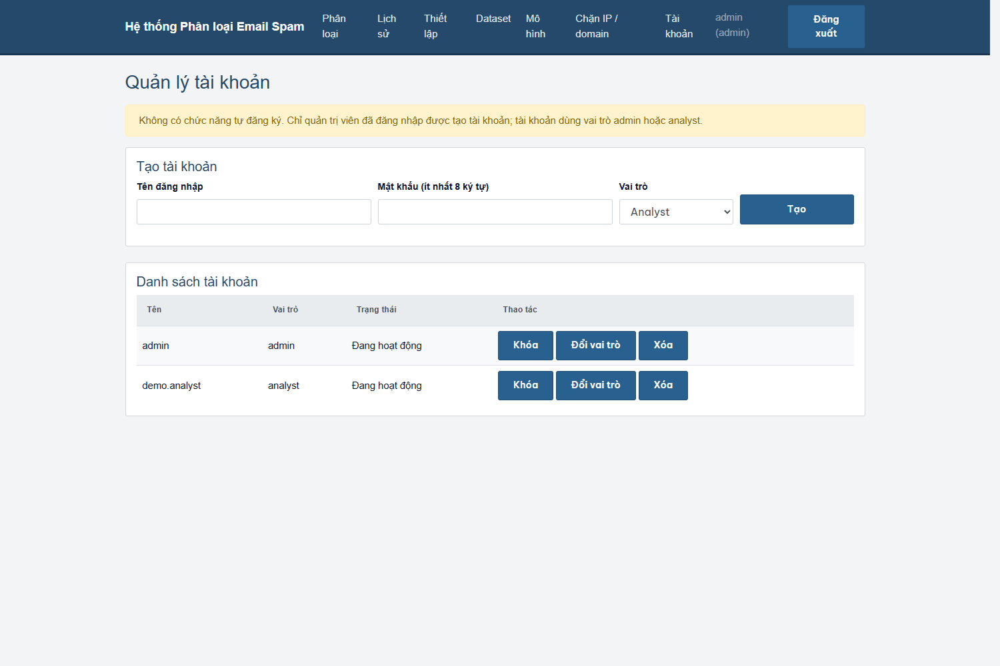 Hệ thống Phân loại Email Spam
Phân loại
Lịch sử
Thiết lập
Dataset
Mô hình
Chặn IP / domain
Tài khoản
admin (admin)
Đăng xuất
Quản lý tài khoản
Không có chức năng tự đăng ký. Chỉ quản trị viên đã đăng nhập được tạo tài khoản; tài khoản dùng vai trò admin hoặc analyst.
Tạo tài khoản
Tên đăng nhập
Mật khẩu (ít nhất 8 ký tự)
Vai trò
Analyst
Tạo
Danh sách tài khoản
Tên Vai trò Trạng thái Thao tác
admin admin Đang hoạt động Khóa Đổi vai trò Xóa
demo.analyst analyst Đang hoạt động Khóa Đổi vai trò Xóa